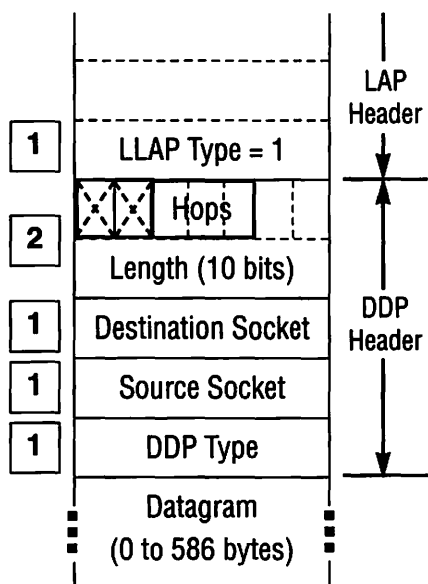 LAP
Header
1
LLAP Type = 1
Hops
2
Length (10 bits)
1
Destination Socket
DDP
Header
1
Source Socket
1
DDP Type
Datagram
(0 to 586 bytes)